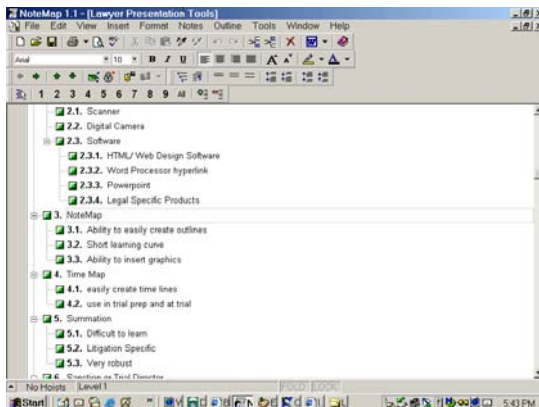 NoteMap 1.1 - [Lawyer Presentation Tools]
File Edit View Insert Format Notes Outline Tools Window Help
Arial 10 B I U
1 2 3 4 5 6 7 8 9 All
2.1. Scanner
2.2. Digital Camera
2.3. Software
2.3.1. HTML/ Web Design Software
2.3.2. Word Processor hyperlink
2.3.3. Powerpoint
2.3.4. Legal Specific Products
3. NoteMap
3.1. Ability to easily create outlines
3.2. Short learning curve
3.3. Ability to insert graphics
4. Time Map
4.1. easily create time lines
4.2. use in trial prep and at trial
5. Summation
5.1. Difficult to learn
5.2. Litigation Specific
5.3. Very robust
6. Sanction or Trial Director
No Hoists Level 1
Start 5:43 PM